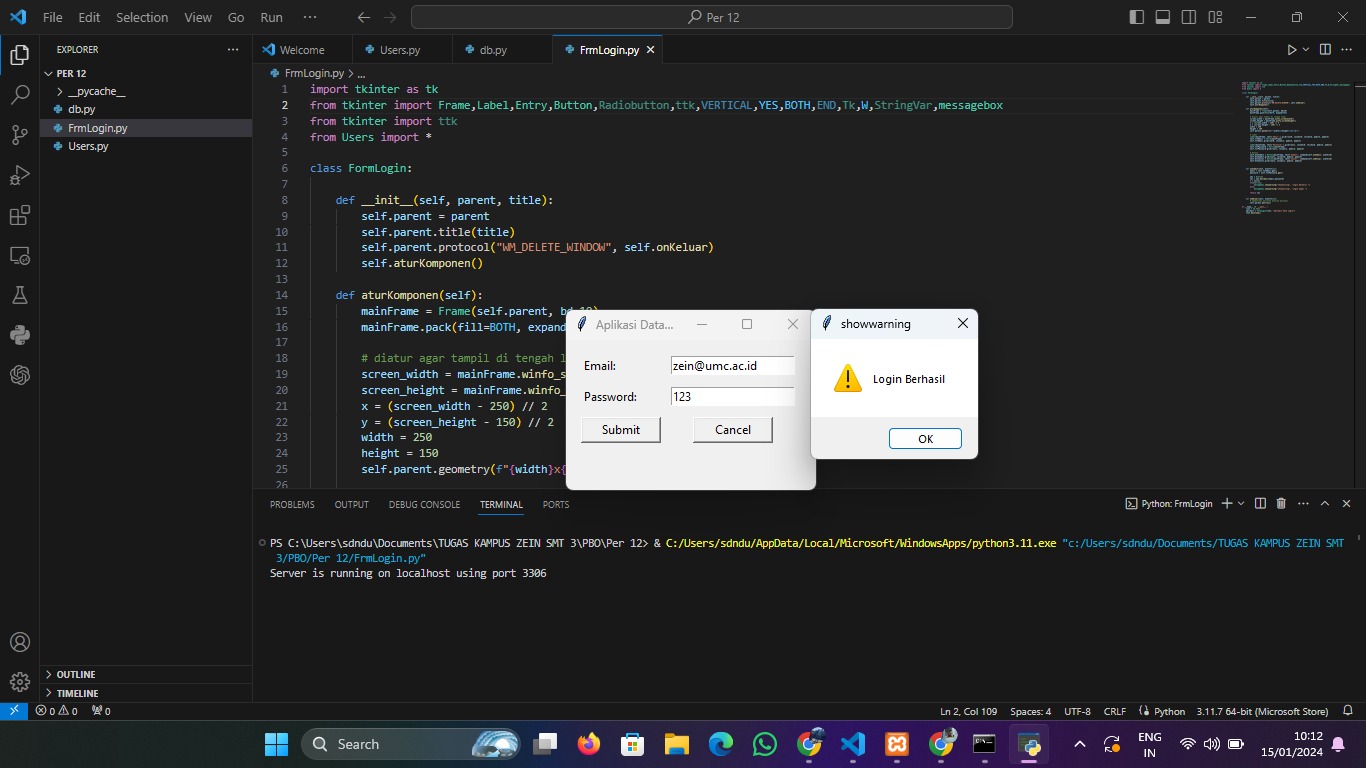 File Edit Selection View Go Run ···
Per 12
EXPLORER ···
PER 12
__pycache__
db.py
FrmLogin.py
Users.py
OUTLINE
TIMELINE
Welcome Users.py db.py FrmLogin.py
FrmLogin.py > ...
1 import tkinter as tk
2 from tkinter import Frame,Label,Entry,Button,Radiobutton,ttk,VERTICAL,YES,BOTH,END,Tk,W,StringVar,messagebox
3 from tkinter import ttk
4 from Users import *
5
6 class FormLogin:
7
8 def __init__(self, parent, title):
9 self.parent = parent
10 self.parent.title(title)
11 self.parent.protocol("WM_DELETE_WINDOW", self.onKeluar)
12 self.aturKomponen()
13
14 def aturKomponen(self):
15 mainFrame = Frame(self.parent, bd=10)
16 mainFrame.pack(fill=BOTH, expand
17
18 # diatur agar tampil di tengah l
19 screen_width = mainFrame.winfo_s
20 screen_height = mainFrame.winfo_
21 x = (screen_width - 250) // 2
22 y = (screen_height - 150) // 2
23 width = 250
24 height = 150
25 self.parent.geometry(f"{width}x{
26
Aplikasi Data...
Email: zein@umc.ac.id
Password: 123
Submit Cancel
showwarning
Login Berhasil
OK
PROBLEMS OUTPUT DEBUG CONSOLE TERMINAL PORTS
Python: FrmLogin
PS C:\Users\sdndu\Documents\TUGAS KAMPUS ZEIN SMT 3\PBO\Per 12> & C:/Users/sdndu/AppData/Local/Microsoft/WindowsApps/python3.11.exe "c:/Users/sdndu/Documents/TUGAS KAMPUS ZEIN SMT
3/PBO/Per 12/FrmLogin.py"
Server is running on localhost using port 3306
0 0 0
Ln 2, Col 109 Spaces: 4 UTF-8 CRLF Python 3.11.7 64-bit (Microsoft Store)
Search
ENG
IN
10:12
15/01/2024